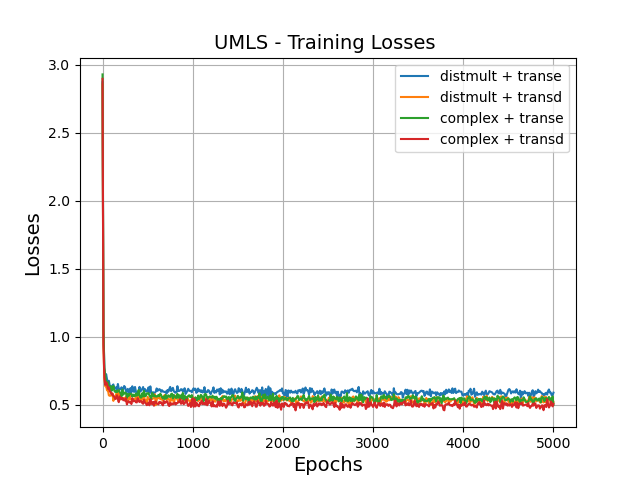 UMLS - Training Losses
distmult + transe
distmult + transd
complex + transe
complex + transd
Losses
3.0
2.5
2.0
1.5
1.0
0.5
0 1000 2000 3000 4000 5000
Epochs